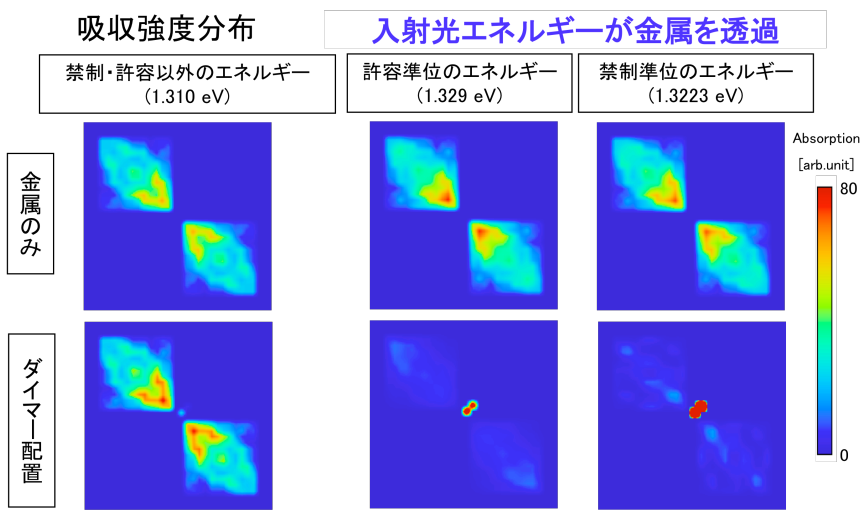 吸収強度分布
入射光エネルギーが金属を透過
禁制・許容以外のエネルギー
(1.310 eV)
許容準位のエネルギー
(1.329 eV)
禁制準位のエネルギー
(1.3223 eV)
Absorption
[arb.unit]
80
0
金属のみ
ダイマー配置